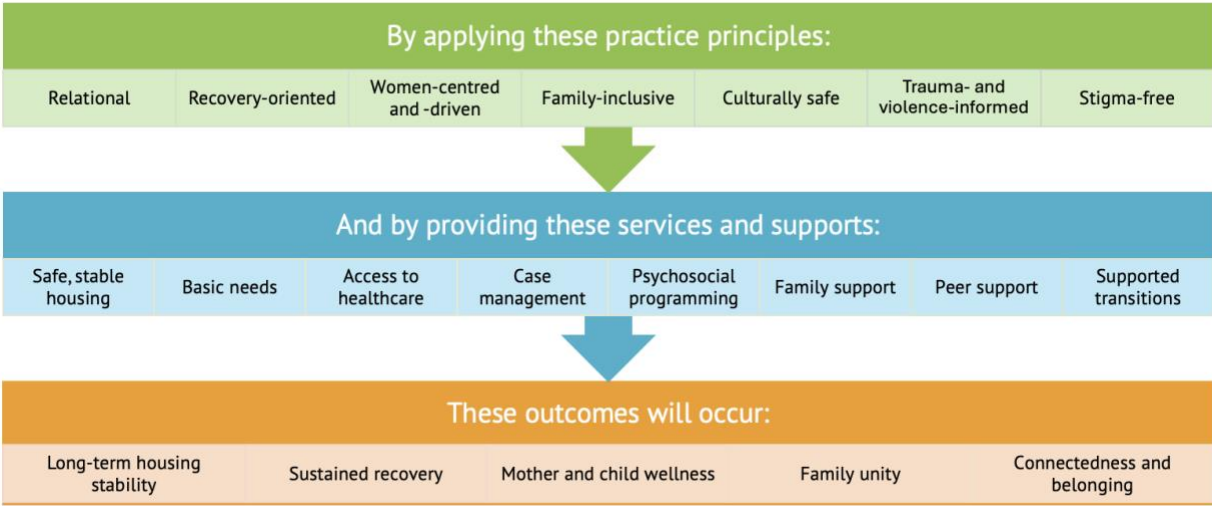 By applying these practice principles:
Relational
Recovery-oriented
Women-centred
and -driven
Family-inclusive
Culturally safe
Trauma- and
violence-informed
Stigma-free
And by providing these services and supports:
Safe, stable
housing
Basic needs
Access to
healthcare
Case
management
Psychosocial
programming
Family support
Peer support
Supported
transitions
These outcomes will occur:
Long-term housing
stability
Sustained recovery
Mother and child wellness
Family unity
Connectedness and
belonging